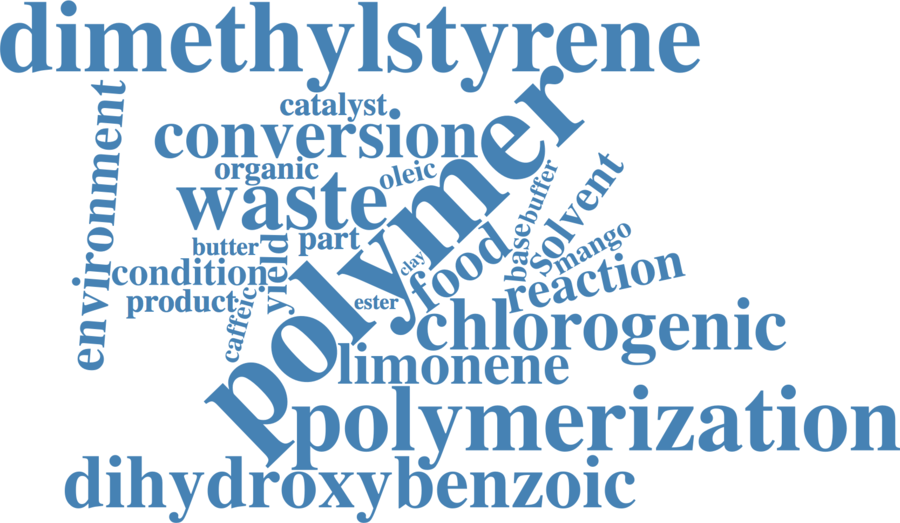 dimethylstyrene
catalyst
conversion
environment
organic
oleic
waste
polymer
buffer
solvent
base
mango
butter
yield
part
clay
food
condition
reaction
product
caffeic
ester
chlorogenic
limonene
polymerization
dihydroxybenzoic